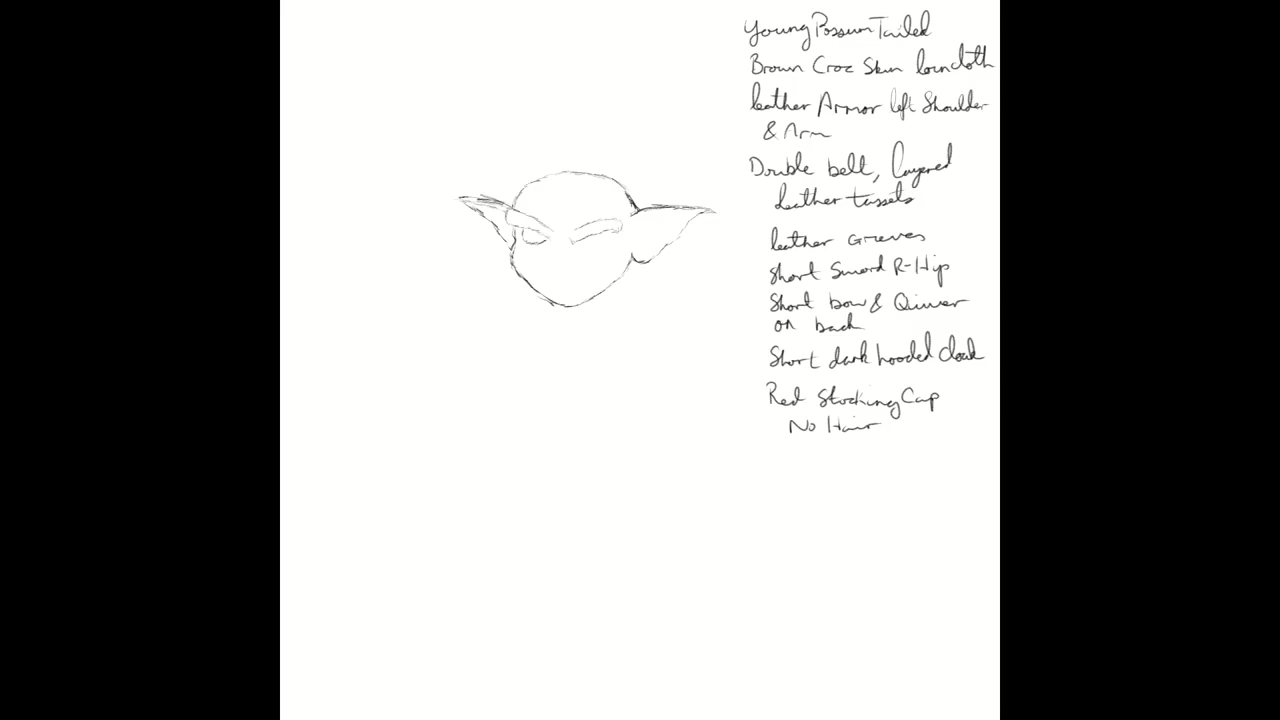 Young Possum Tailed
Brown Croc Skin loincloth
leather Armor left Shoulder
& Arm
Double belt, layered
leather tassets
leather Greaves
Short Sword R-Hip
Short bow & Quiver
on back
Short dark hooded cloak
Red Stocking Cap
No Hair